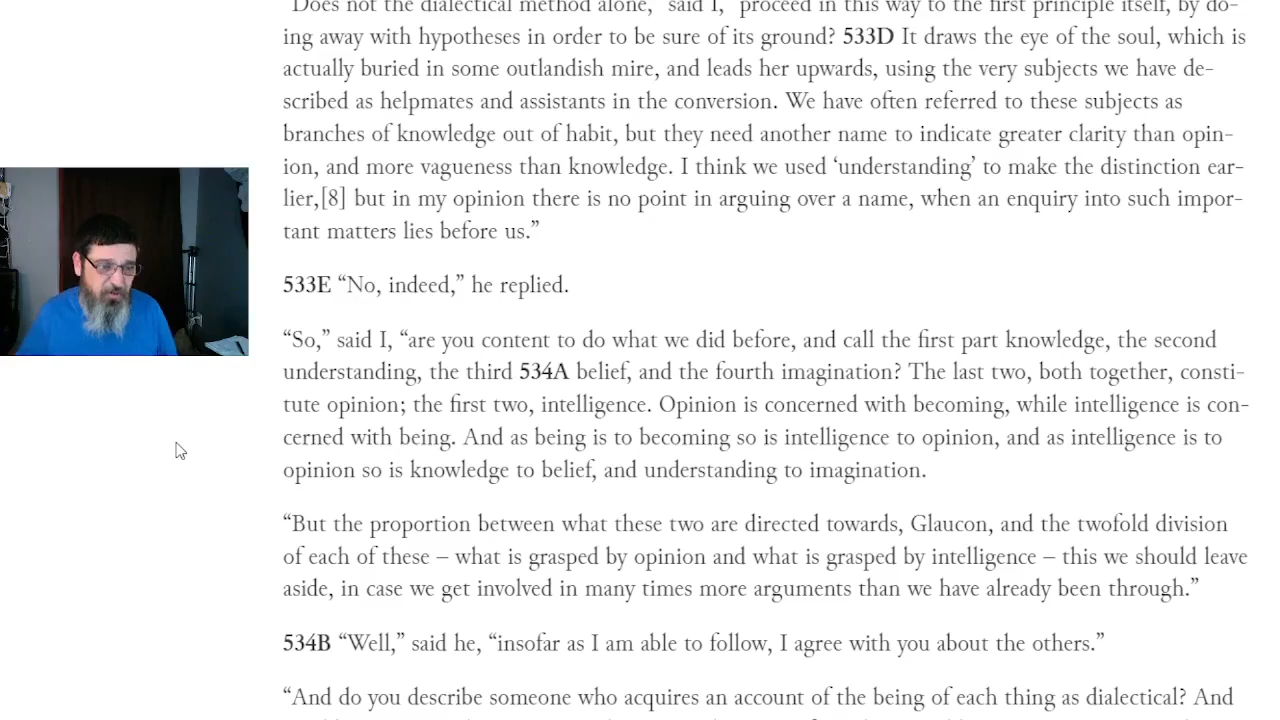 “Does not the dialectical method alone,” said I, “proceed in this way to the first principle itself, by do-
ing away with hypotheses in order to be sure of its ground? 533D It draws the eye of the soul, which is
actually buried in some outlandish mire, and leads her upwards, using the very subjects we have de-
scribed as helpmates and assistants in the conversion. We have often referred to these subjects as
branches of knowledge out of habit, but they need another name to indicate greater clarity than opin-
ion, and more vagueness than knowledge. I think we used ‘understanding’ to make the distinction ear-
lier,[8] but in my opinion there is no point in arguing over a name, when an enquiry into such impor-
tant matters lies before us.”
533E “No, indeed,” he replied.
“So,” said I, “are you content to do what we did before, and call the first part knowledge, the second
understanding, the third 534A belief, and the fourth imagination? The last two, both together, consti-
tute opinion; the first two, intelligence. Opinion is concerned with becoming, while intelligence is con-
cerned with being. And as being is to becoming so is intelligence to opinion, and as intelligence is to
opinion so is knowledge to belief, and understanding to imagination.
“But the proportion between what these two are directed towards, Glaucon, and the twofold division
of each of these – what is grasped by opinion and what is grasped by intelligence – this we should leave
aside, in case we get involved in many times more arguments than we have already been through.”
534B “Well,” said he, “insofar as I am able to follow, I agree with you about the others.”
“And do you describe someone who acquires an account of the being of each thing as dialectical? And